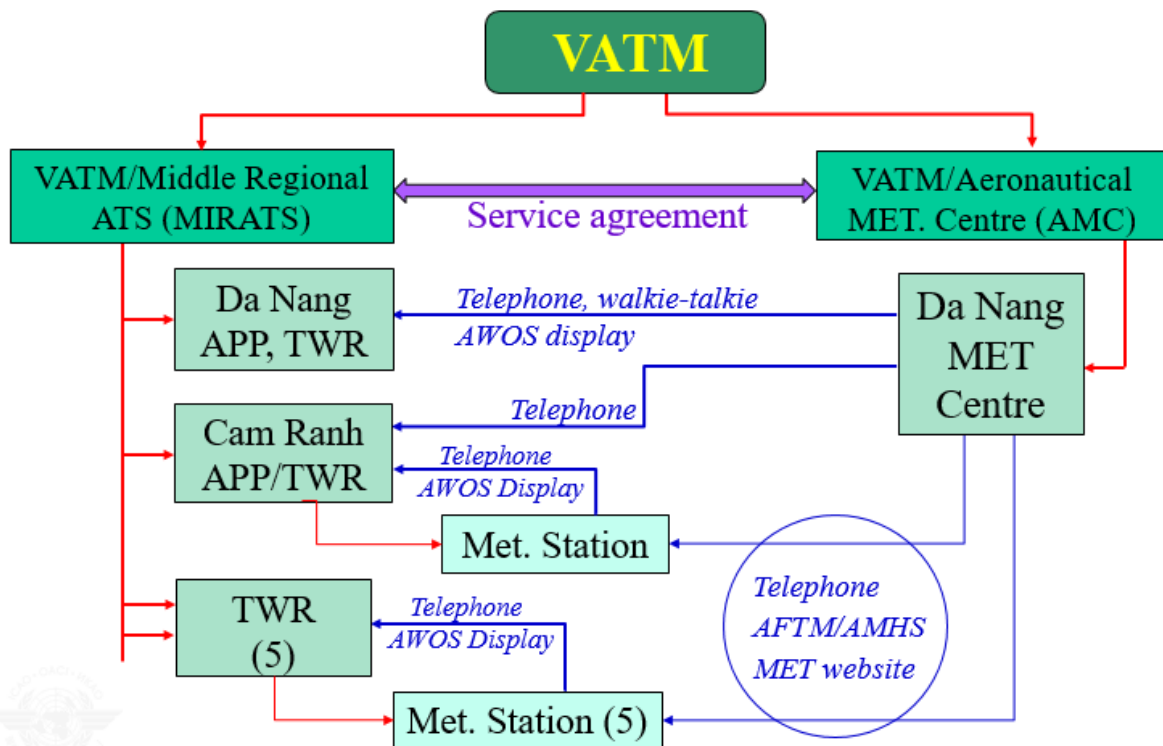 VATM
VATM/Middle Regional
ATS (MIRATS)
Service agreement
VATM/Aeronautical
MET. Centre (AMC)
Da Nang
APP, TWR
Telephone, walkie-talkie
AWOS display
Da Nang
MET
Centre
Cam Ranh
APP/TWR
Telephone
Telephone
AWOS Display
Met. Station
TWR
(5)
Telephone
AWOS Display
Met. Station (5)
Telephone
AFTM/AMHS
MET website